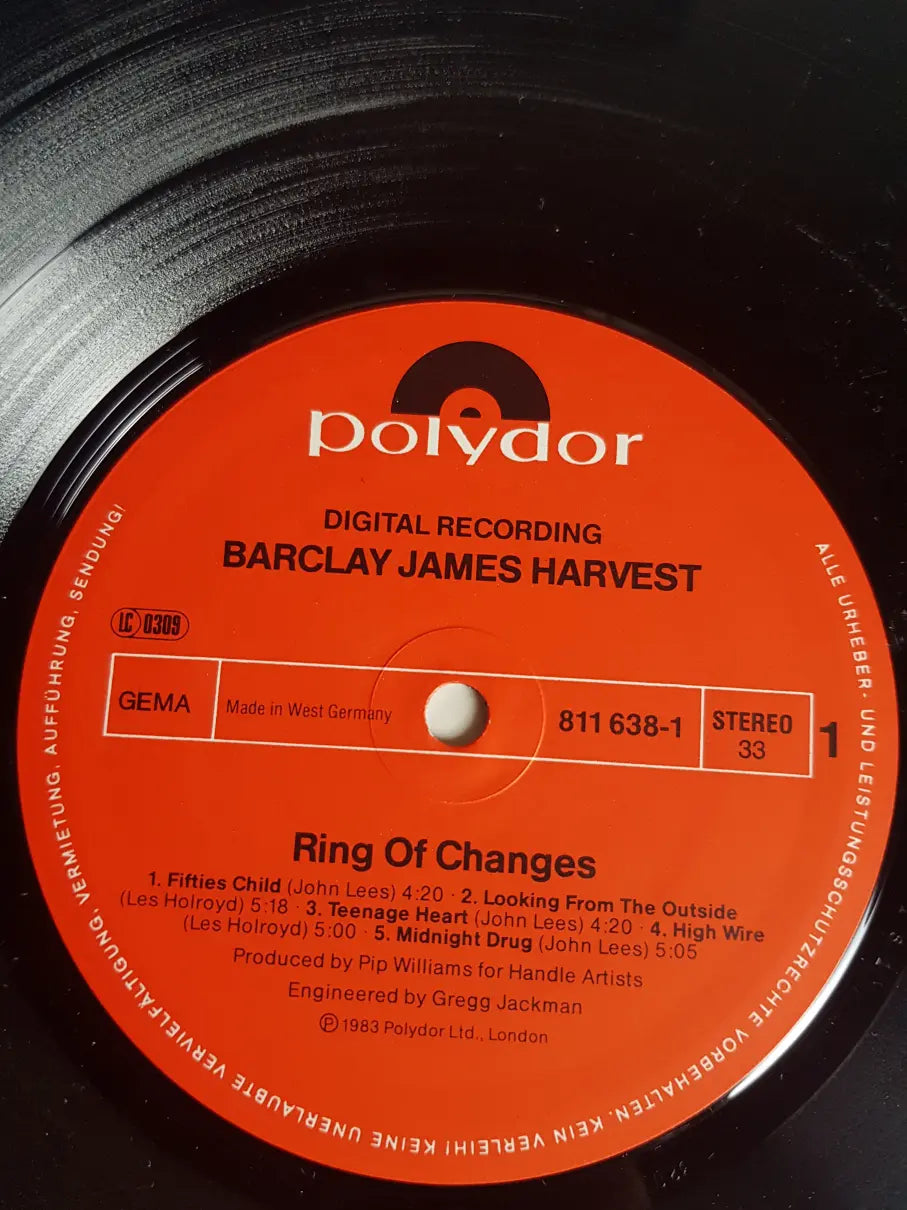 polydor
DIGITAL RECORDING
BARCLAY JAMES HARVEST
LC 0309
GEMA
Made in West Germany
811 638-1
STEREO
33
1
Ring Of Changes
1. Fifties Child (John Lees) 4:20 · 2. Looking From The Outside
(Les Holroyd) 5:18 · 3. Teenage Heart (John Lees) 4:20 · 4. High Wire
(Les Holroyd) 5:00 · 5. Midnight Drug (John Lees) 5:05
Produced by Pip Williams for Handle Artists
Engineered by Gregg Jackman
℗ 1983 Polydor Ltd., London
ALLE URHEBER- UND LEISTUNGSSCHUTZRECHTE VORBEHALTEN. KEIN VERLEIH! KEINE UNERLAUBTE VERVIELFÄLTIGUNG, VERMIETUNG, AUFFÜHRUNG, SENDUNG!